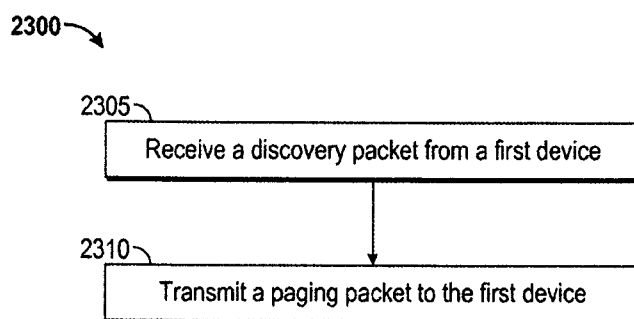 2300
2305
Receive a discovery packet from a first device
2310
Transmit a paging packet to the first device